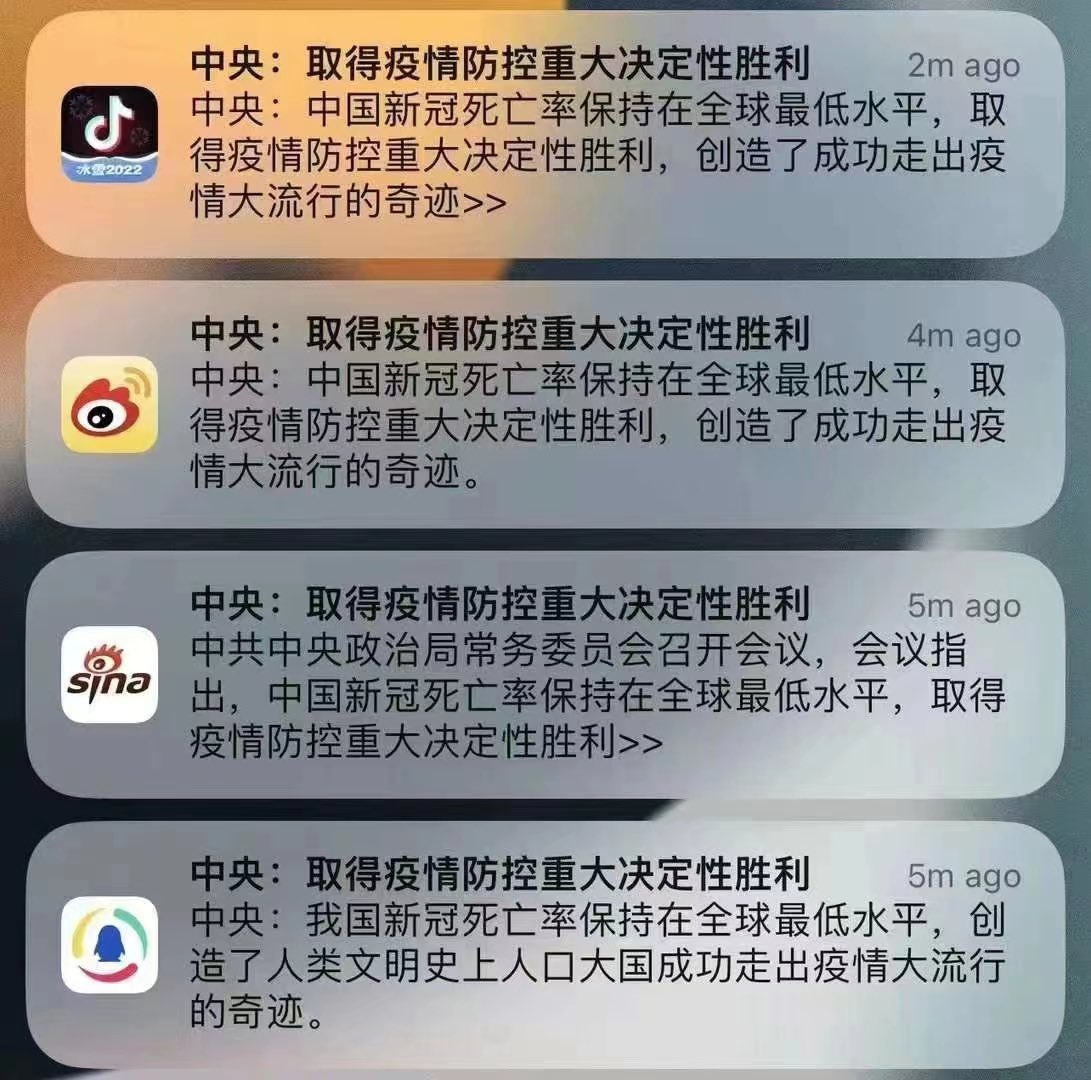 中央：取得疫情防控重大决定性胜利 2m ago
中央：中国新冠死亡率保持在全球最低水平，取
得疫情防控重大决定性胜利，创造了成功走出疫
情大流行的奇迹>>
冰雪2022
中央：取得疫情防控重大决定性胜利 4m ago
中央：中国新冠死亡率保持在全球最低水平，取
得疫情防控重大决定性胜利，创造了成功走出疫
情大流行的奇迹。
中央：取得疫情防控重大决定性胜利 5m ago
中共中央政治局常务委员会召开会议，会议指
出，中国新冠死亡率保持在全球最低水平，取得
疫情防控重大决定性胜利>>
sina
中央：取得疫情防控重大决定性胜利 5m ago
中央：我国新冠死亡率保持在全球最低水平，创
造了人类文明史上人口大国成功走出疫情大流行
的奇迹。